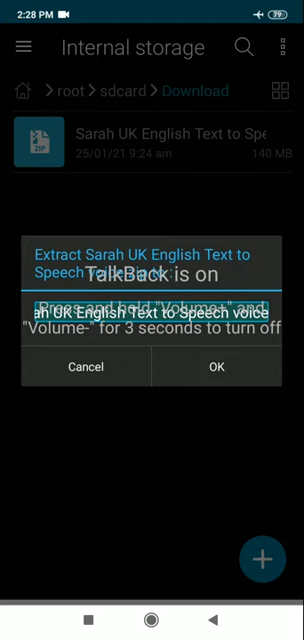 2:28 PM
79
Internal storage
root
sdcard
Download
Sarah UK English Text to Spe
25/01/21 9:24 am
140 MB
Extract Sarah UK English Text to
TalkBack is on
Press and hold "Volume+" and
ah UK English Text to Speech voice
"Volume-" for 3 seconds to turn off
Cancel
OK